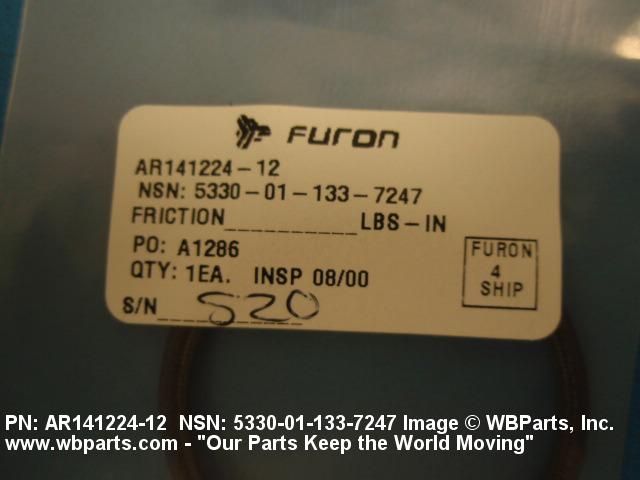 Furon
AR141224-12
NSN: 5330-01-133-7247
FRICTION__________LBS-IN
PO: A1286
QTY: 1EA. INSP 08/00
S/N 520
FURON
4
SHIP
PN: AR141224-12 NSN: 5330-01-133-7247 Image © WBParts, Inc.
www.wbparts.com - "Our Parts Keep the World Moving"